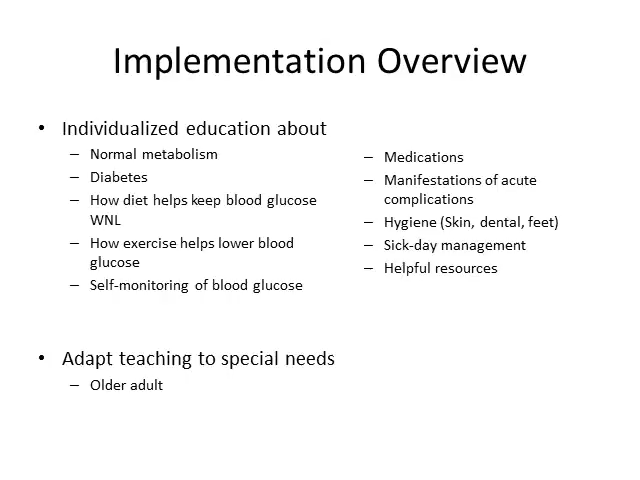 Implementation Overview
• Individualized education about
– Normal metabolism
– Diabetes
– How diet helps keep blood glucose
WNL
– How exercise helps lower blood
glucose
– Self-monitoring of blood glucose
– Medications
– Manifestations of acute
complications
– Hygiene (Skin, dental, feet)
– Sick-day management
– Helpful resources
• Adapt teaching to special needs
– Older adult